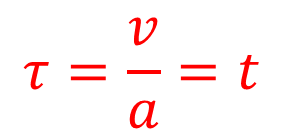 τ = v/a = t